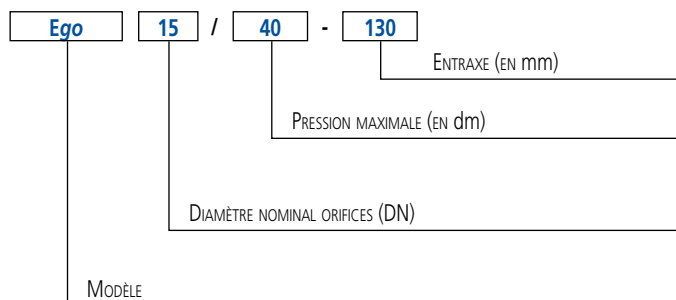 Ego 15 / 40 - 130
Entraxe (en mm)
Pression maximale (en dm)
Diamètre nominal orifices (DN)
Modèle